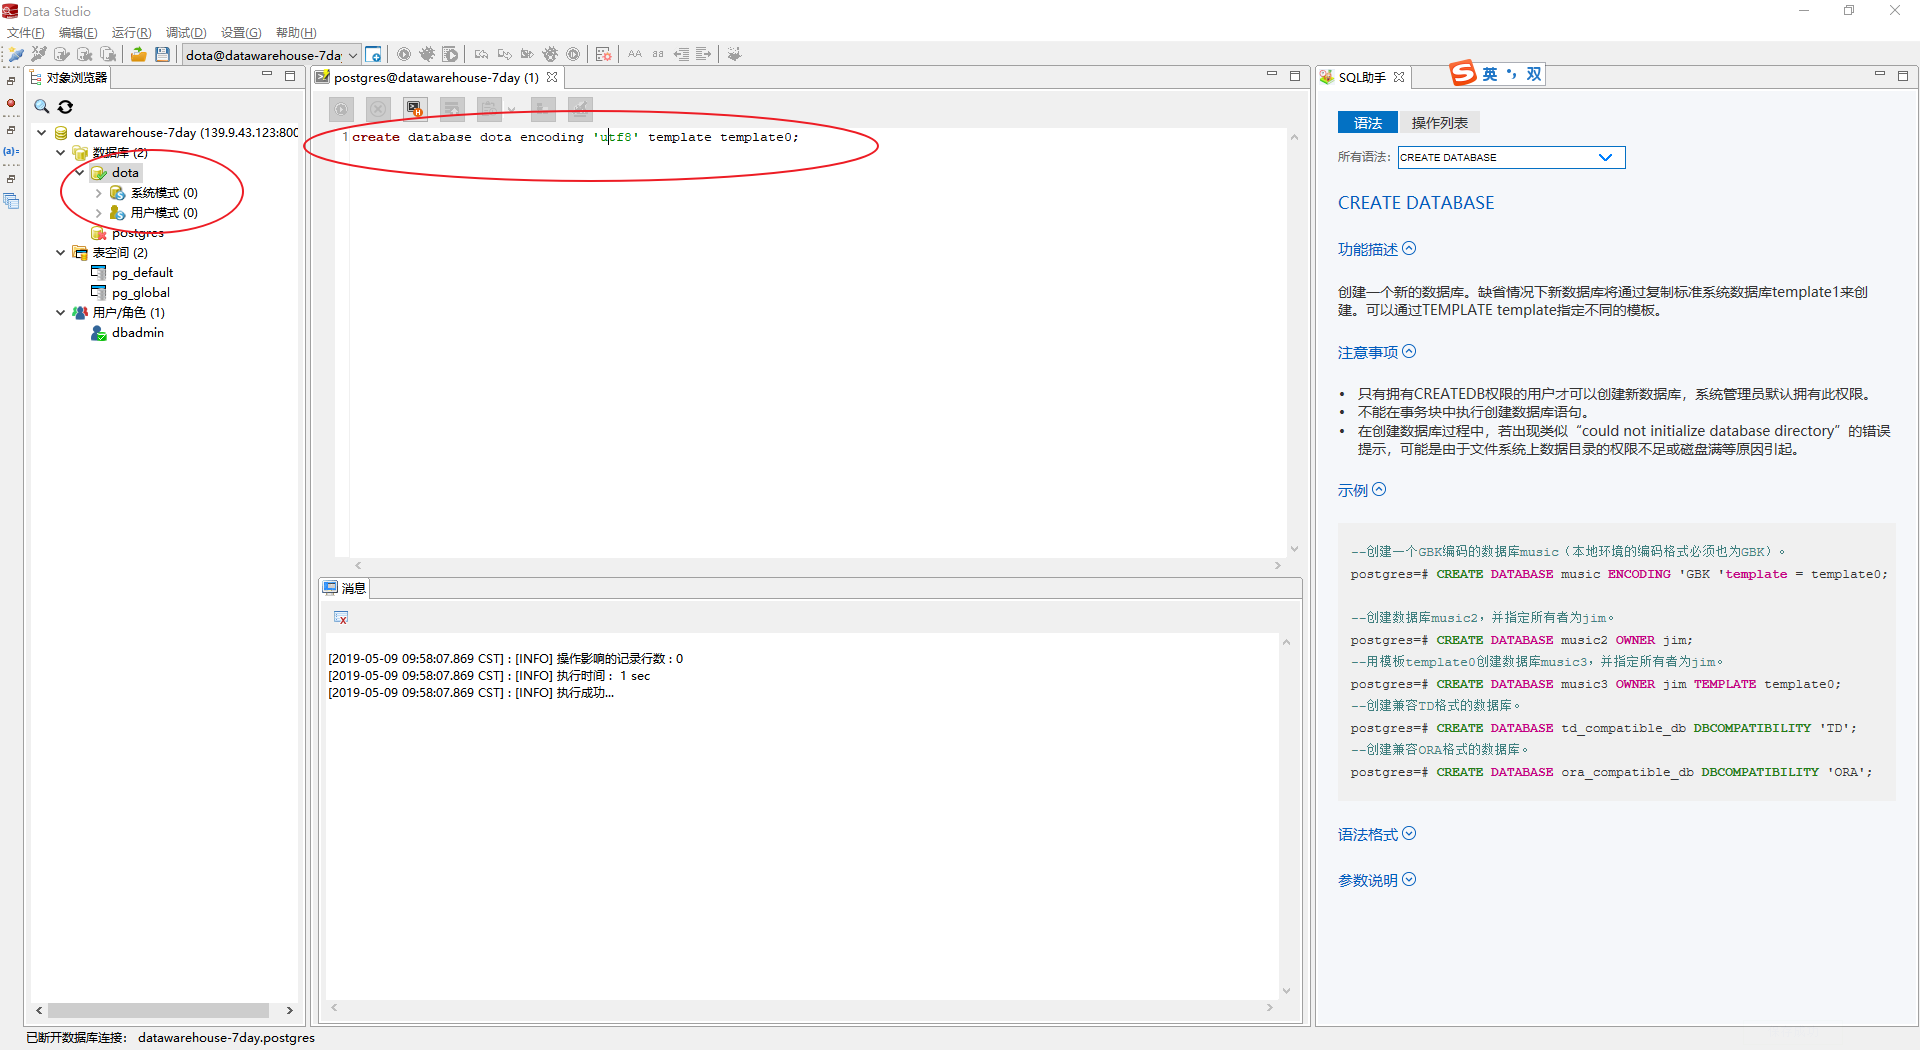 Data Studio
文件(F) 编辑(E) 运行(R) 调试(D) 设置(G) 帮助(H)
dota@datawarehouse-7day
对象浏览器
datawarehouse-7day (139.9.43.123:800
数据库 (2)
dota
系统模式 (0)
用户模式 (0)
postgres
表空间 (2)
pg_default
pg_global
用户/角色 (1)
dbadmin
postgres@datawarehouse-7day (1)
1 create database dota encoding 'utf8' template template0;
消息
[2019-05-09 09:58:07.869 CST] : [INFO] 操作影响的记录行数 : 0
[2019-05-09 09:58:07.869 CST] : [INFO] 执行时间 : 1 sec
[2019-05-09 09:58:07.869 CST] : [INFO] 执行成功...
SQL助手
英 双
语法 操作列表
所有语法: CREATE DATABASE
CREATE DATABASE
功能描述
创建一个新的数据库。缺省情况下新数据库将通过复制标准系统数据库template1来创
建。可以通过TEMPLATE template指定不同的模板。
注意事项
• 只有拥有CREATEDB权限的用户才可以创建新数据库，系统管理员默认拥有此权限。
• 不能在事务块中执行创建数据库语句。
• 在创建数据库过程中，若出现类似“could not initialize database directory”的错误
提示，可能是由于文件系统上数据目录的权限不足或磁盘满等原因引起。
示例
--创建一个GBK编码的数据库music（本地环境的编码格式必须也为GBK）。
postgres=# CREATE DATABASE music ENCODING 'GBK 'template = template0;
--创建数据库music2，并指定所有者为jim。
postgres=# CREATE DATABASE music2 OWNER jim;
--用模板template0创建数据库music3，并指定所有者为jim。
postgres=# CREATE DATABASE music3 OWNER jim TEMPLATE template0;
--创建兼容TD格式的数据库。
postgres=# CREATE DATABASE td_compatible_db DBCOMPATIBILITY 'TD';
--创建兼容ORA格式的数据库。
postgres=# CREATE DATABASE ora_compatible_db DBCOMPATIBILITY 'ORA';
语法格式
参数说明
已断开数据库连接: datawarehouse-7day.postgres